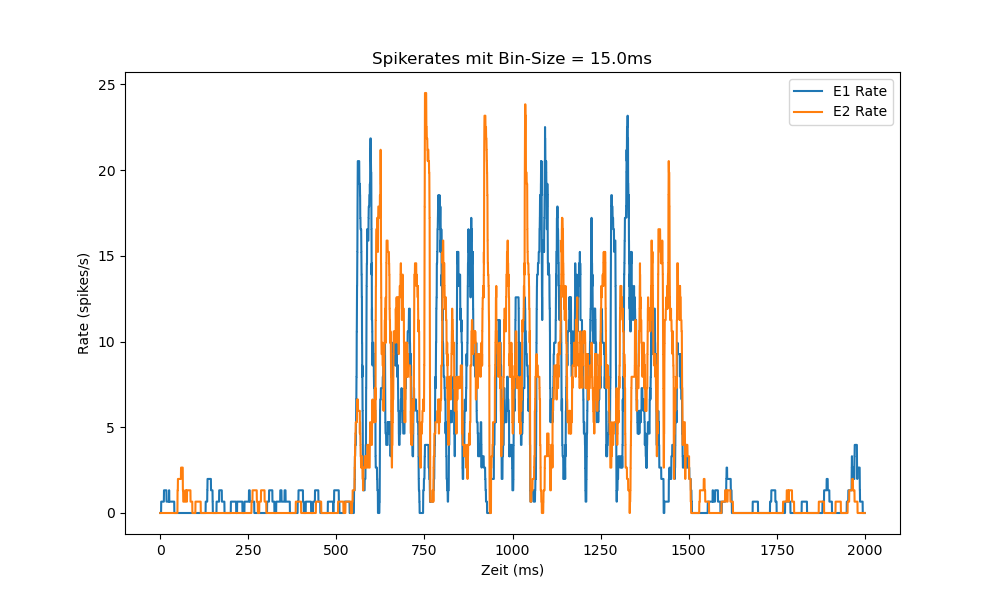 Spikerates mit Bin-Size = 15.0ms
E1 Rate
E2 Rate
25
20
15
10
5
0
Rate (spikes/s)
0 250 500 750 1000 1250 1500 1750 2000
Zeit (ms)